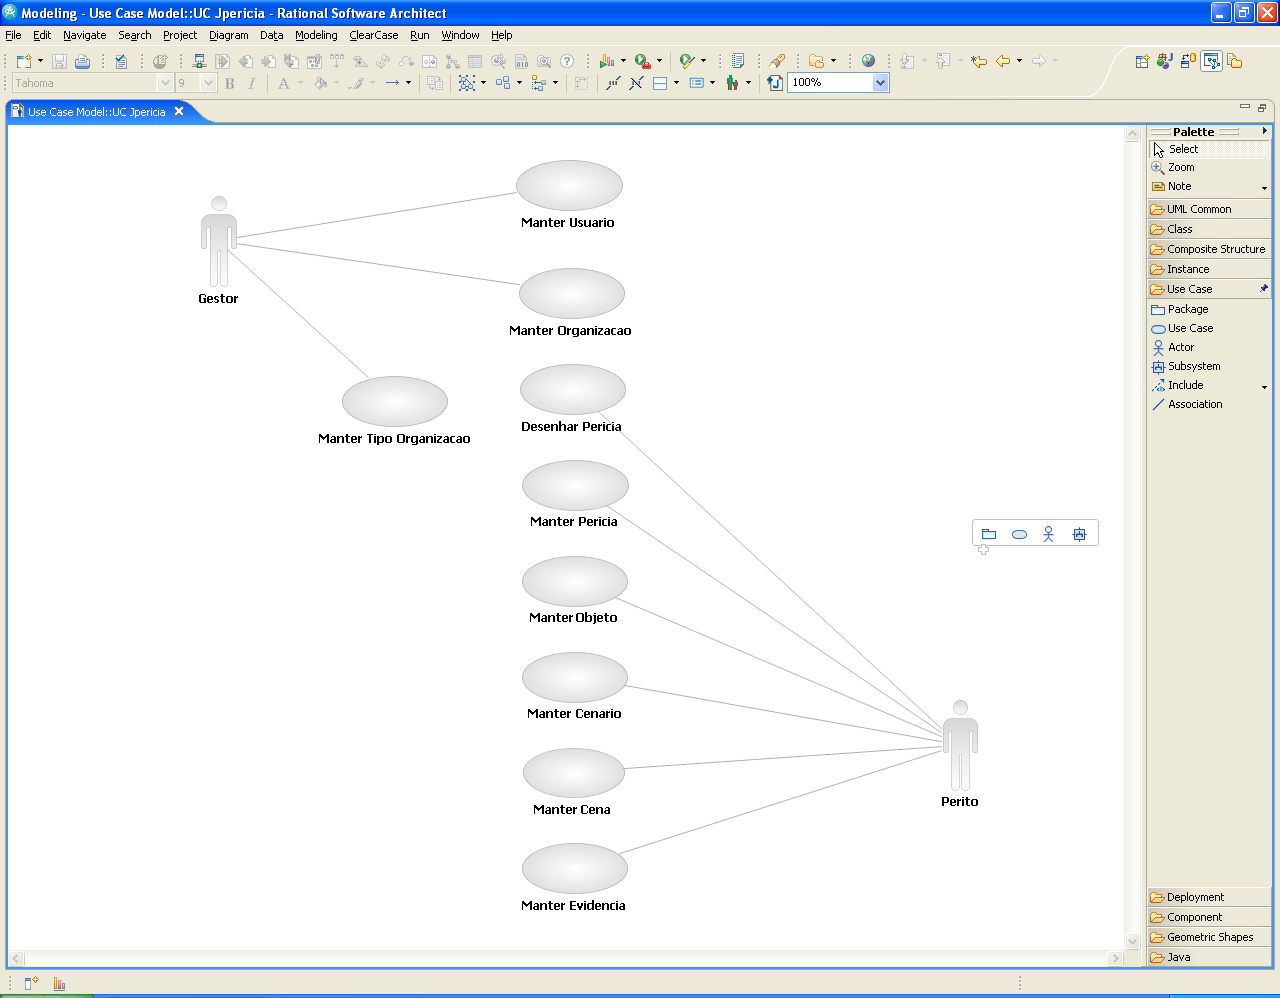 Modeling - Use Case Model::UC Jpericia - Rational Software Architect
File Edit Navigate Search Project Diagram Data Modeling ClearCase Run Window Help
Tahoma 9 B I A 100%
Use Case Model::UC Jpericia
Manter Usuario
Gestor
Manter Organizacao
Manter Tipo Organizacao
Desenhar Pericia
Manter Pericia
Manter Objeto
Manter Cenario
Manter Cena
Perito
Manter Evidencia
Palette
Select
Zoom
Note
UML Common
Class
Composite Structure
Instance
Use Case
Package
Use Case
Actor
Subsystem
Include
Association
Deployment
Component
Geometric Shapes
Java